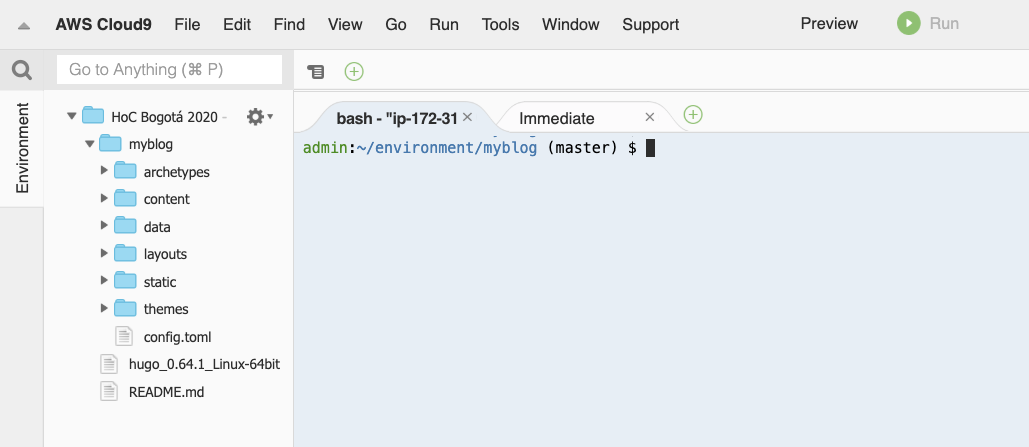 AWS Cloud9 File Edit Find View Go Run Tools Window Support Preview Run
Go to Anything (⌘ P)
Environment
HoC Bogotá 2020 -
myblog
archetypes
content
data
layouts
static
themes
config.toml
hugo_0.64.1_Linux-64bit
README.md
bash - "ip-172-31 Immediate
admin:~/environment/myblog (master) $